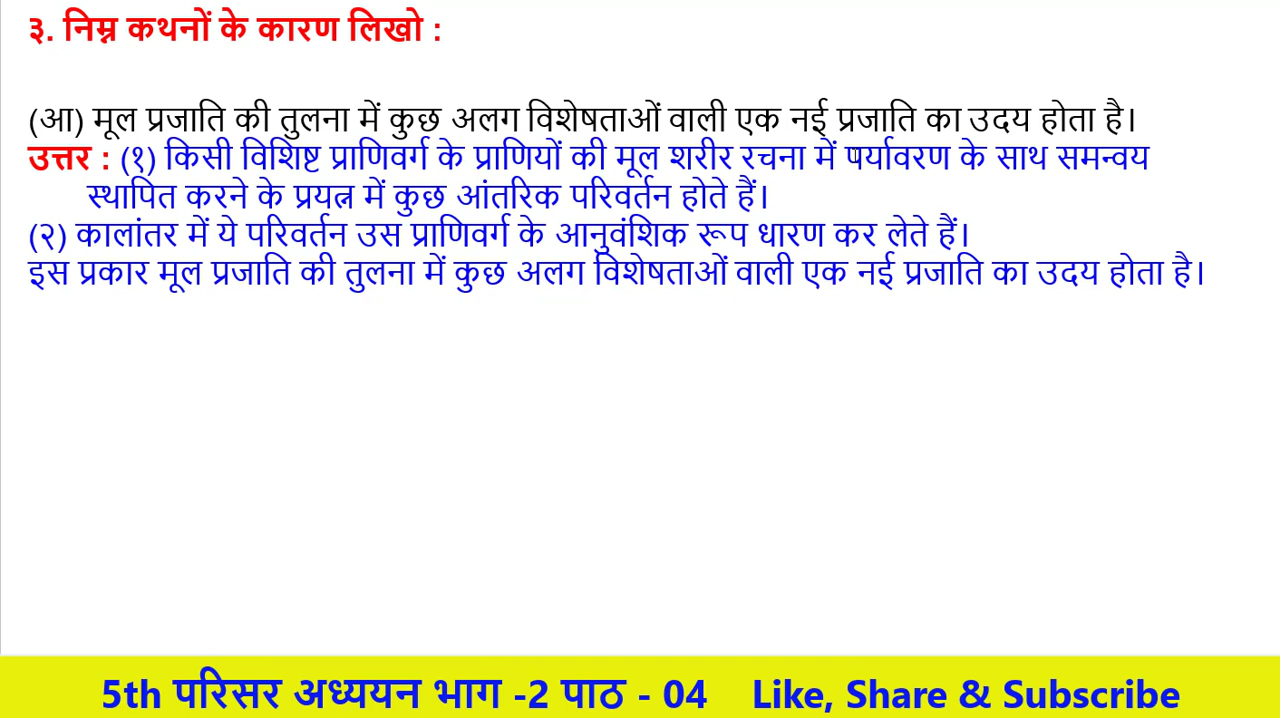 ३. निम्न कथनों के कारण लिखो :
(आ) मूल प्रजाति की तुलना में कुछ अलग विशेषताओं वाली एक नई प्रजाति का उदय होता है।
उत्तर : (१) किसी विशिष्ट प्राणिवर्ग के प्राणियों की मूल शरीर रचना में पर्यावरण के साथ समन्वय
स्थापित करने के प्रयत्न में कुछ आंतरिक परिवर्तन होते हैं।
(२) कालांतर में ये परिवर्तन उस प्राणिवर्ग के आनुवंशिक रूप धारण कर लेते हैं।
इस प्रकार मूल प्रजाति की तुलना में कुछ अलग विशेषताओं वाली एक नई प्रजाति का उदय होता है।
5th परिसर अध्ययन भाग -2 पाठ - 04 Like, Share & Subscribe